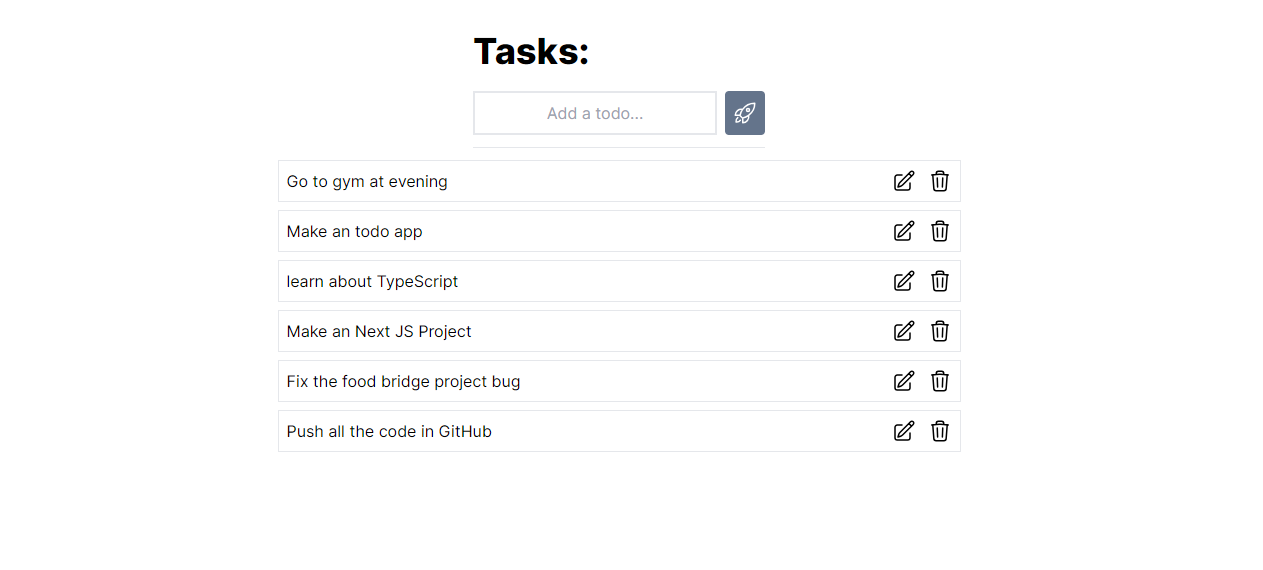 Tasks:
Add a todo...
Go to gym at evening
Make an todo app
learn about TypeScript
Make an Next JS Project
Fix the food bridge project bug
Push all the code in GitHub